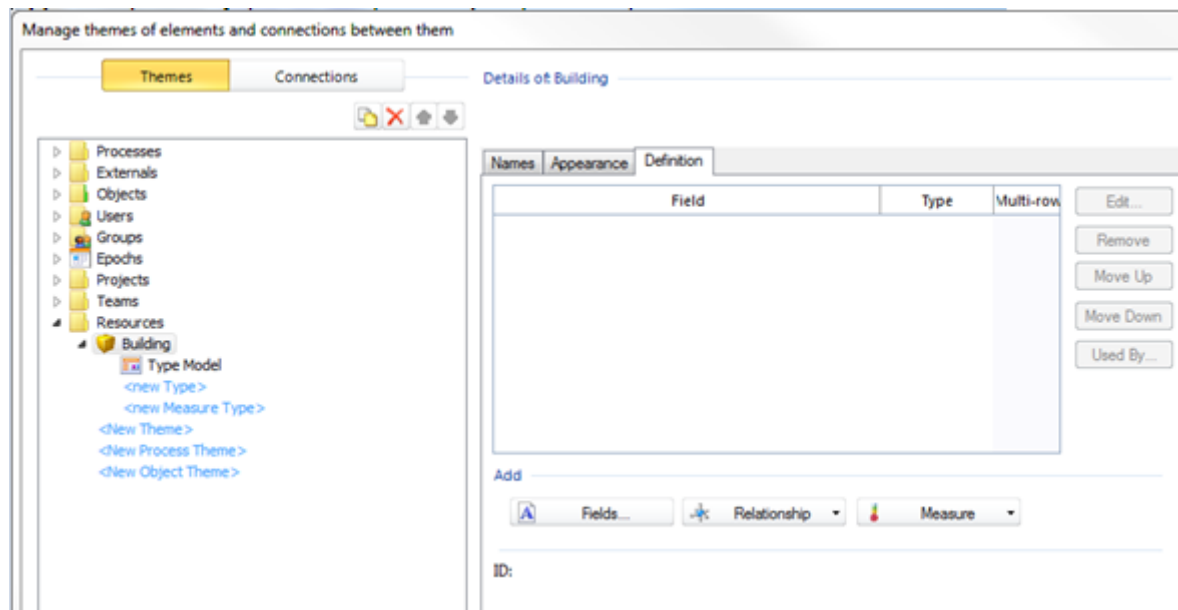 Manage themes of elements and connections between them
Themes
Connections
Details of: Building
Processes
Externals
Objects
Users
Groups
Epochs
Projects
Teams
Resources
Building
Type Model
<new Type>
<new Measure Type>
<New Theme>
<New Process Theme>
<New Object Theme>
Names Appearance Definition
Field Type Multi-row
Edit...
Remove
Move Up
Move Down
Used By...
Add
Fields... Relationship Measure
ID: